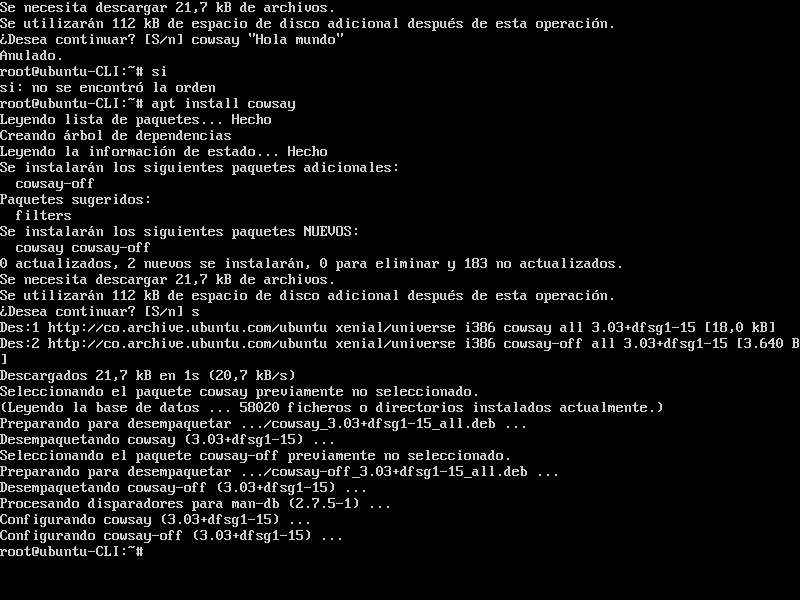 Se necesita descargar 21,7 kB de archivos.
Se utilizarán 112 kB de espacio de disco adicional después de esta operación.
¿Desea continuar? [S/n] cowsay "Hola mundo"
Anulado.
root@ubuntu-CLI:~# si
si: no se encontró la orden
root@ubuntu-CLI:~# apt install cowsay
Leyendo lista de paquetes... Hecho
Creando árbol de dependencias
Leyendo la información de estado... Hecho
Se instalarán los siguientes paquetes adicionales:
  cowsay-off
Paquetes sugeridos:
  filters
Se instalarán los siguientes paquetes NUEVOS:
  cowsay cowsay-off
0 actualizados, 2 nuevos se instalarán, 0 para eliminar y 183 no actualizados.
Se necesita descargar 21,7 kB de archivos.
Se utilizarán 112 kB de espacio de disco adicional después de esta operación.
¿Desea continuar? [S/n] s
Des:1 http://co.archive.ubuntu.com/ubuntu xenial/universe i386 cowsay all 3.03+dfsg1-15 [18,0 kB]
Des:2 http://co.archive.ubuntu.com/ubuntu xenial/universe i386 cowsay-off all 3.03+dfsg1-15 [3.640 B
]
Descargados 21,7 kB en 1s (20,7 kB/s)
Seleccionando el paquete cowsay previamente no seleccionado.
(Leyendo la base de datos ... 58020 ficheros o directorios instalados actualmente.)
Preparando para desempaquetar .../cowsay_3.03+dfsg1-15_all.deb ...
Desempaquetando cowsay (3.03+dfsg1-15) ...
Seleccionando el paquete cowsay-off previamente no seleccionado.
Preparando para desempaquetar .../cowsay-off_3.03+dfsg1-15_all.deb ...
Desempaquetando cowsay-off (3.03+dfsg1-15) ...
Procesando disparadores para man-db (2.7.5-1) ...
Configurando cowsay (3.03+dfsg1-15) ...
Configurando cowsay-off (3.03+dfsg1-15) ...
root@ubuntu-CLI:~#